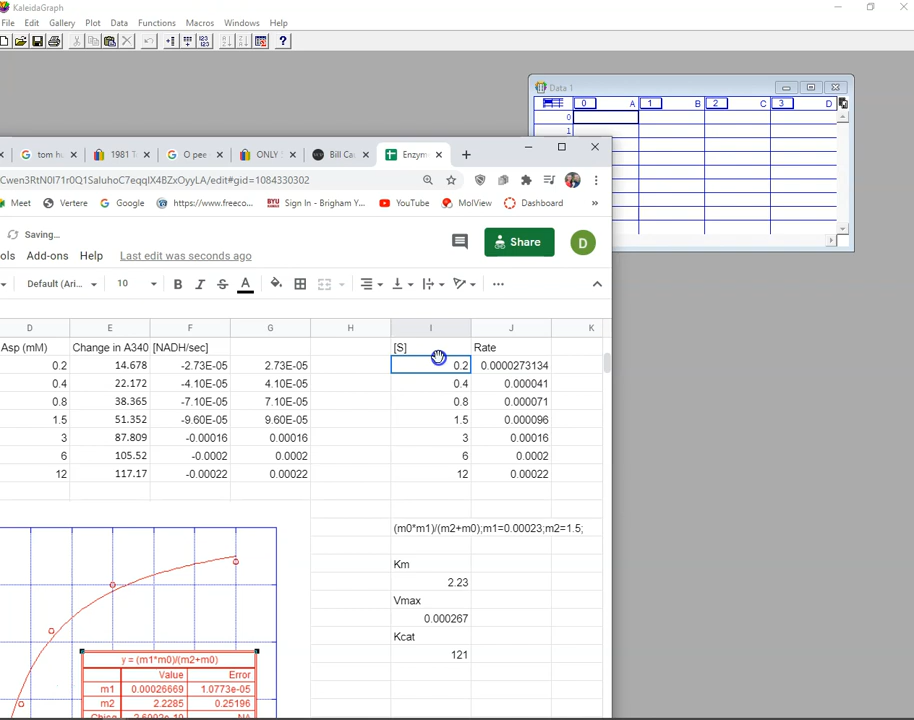 KaleidaGraph
File Edit Gallery Plot Data Functions Macros Windows Help
Data 1
0 A 1 B 2 C 3 D
0
1
tom h 1981 T O pee ONLY Bill Ca Enzym
Cwen3RtN0I71r0Q1SaluhoC7eqqIX4BZxOyyLA/edit#gid=1084330302
Meet Vertere Google https://www.freeco... Sign In - Brigham Y... YouTube MolView Dashboard
Saving...
ols Add-ons Help Last edit was seconds ago Share D
Default (Ari... 10 B I S A
D E F G H I J K
Asp (mM) Change in A340 [NADH/sec] [S] Rate
0.2 14.678 -2.73E-05 2.73E-05 0.2 0.0000273134
0.4 22.172 -4.10E-05 4.10E-05 0.4 0.000041
0.8 38.365 -7.10E-05 7.10E-05 0.8 0.000071
1.5 51.352 -9.60E-05 9.60E-05 1.5 0.000096
3 87.809 -0.00016 0.00016 3 0.00016
6 105.52 -0.0002 0.0002 6 0.0002
12 117.17 -0.00022 0.00022 12 0.00022
(m0*m1)/(m2+m0);m1=0.00023;m2=1.5;
Km
2.23
Vmax
0.000267
Kcat
121
y = (m1*m0)/(m2+m0)
Value Error
m1 0.00026669 1.0773e-05
m2 2.2285 0.25196